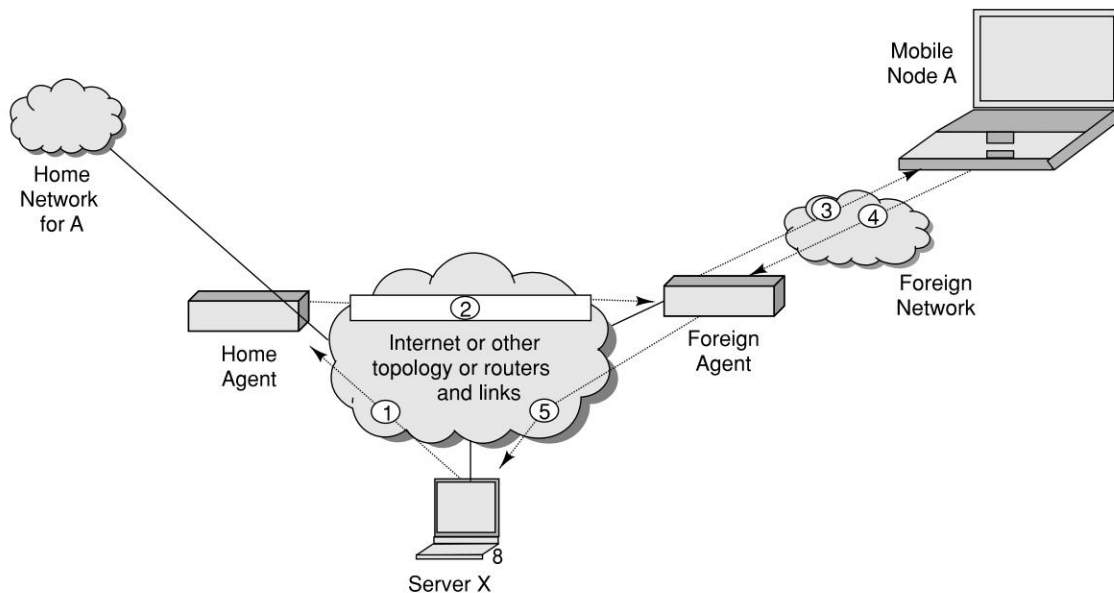 Mobile
Node A
Home
Network
for A
3
4
Foreign
Network
2
Home
Agent
Internet or other
topology or routers
and links
Foreign
Agent
1
5
8
Server X